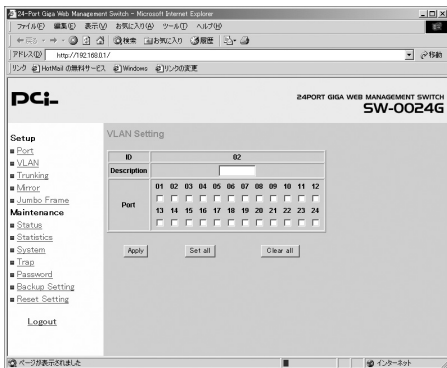 24-Port Giga Web Management Switch - Microsoft Internet Explorer
ファイル(F) 編集(E) 表示(V) お気に入り(A) ツール(T) ヘルプ(H)
戻る 検索 お気に入り 履歴
アドレス(D) http://192.168.0.1/ 移動
リンク HotMail の無料サービス Windows リンクの変更
PCi
24PORT GIGA WEB MANAGEMENT SWITCH
SW-0024G
Setup
Port
VLAN
Trunking
Mirror
Jumbo Frame
Maintenance
Status
Statistics
System
Trap
Password
Backup Setting
Reset Setting
Logout
VLAN Setting
ID 02
Description
Port
01 02 03 04 05 06 07 08 09 10 11 12
13 14 15 16 17 18 19 20 21 22 23 24
Apply Set all Clear all
ページが表示されました インターネット